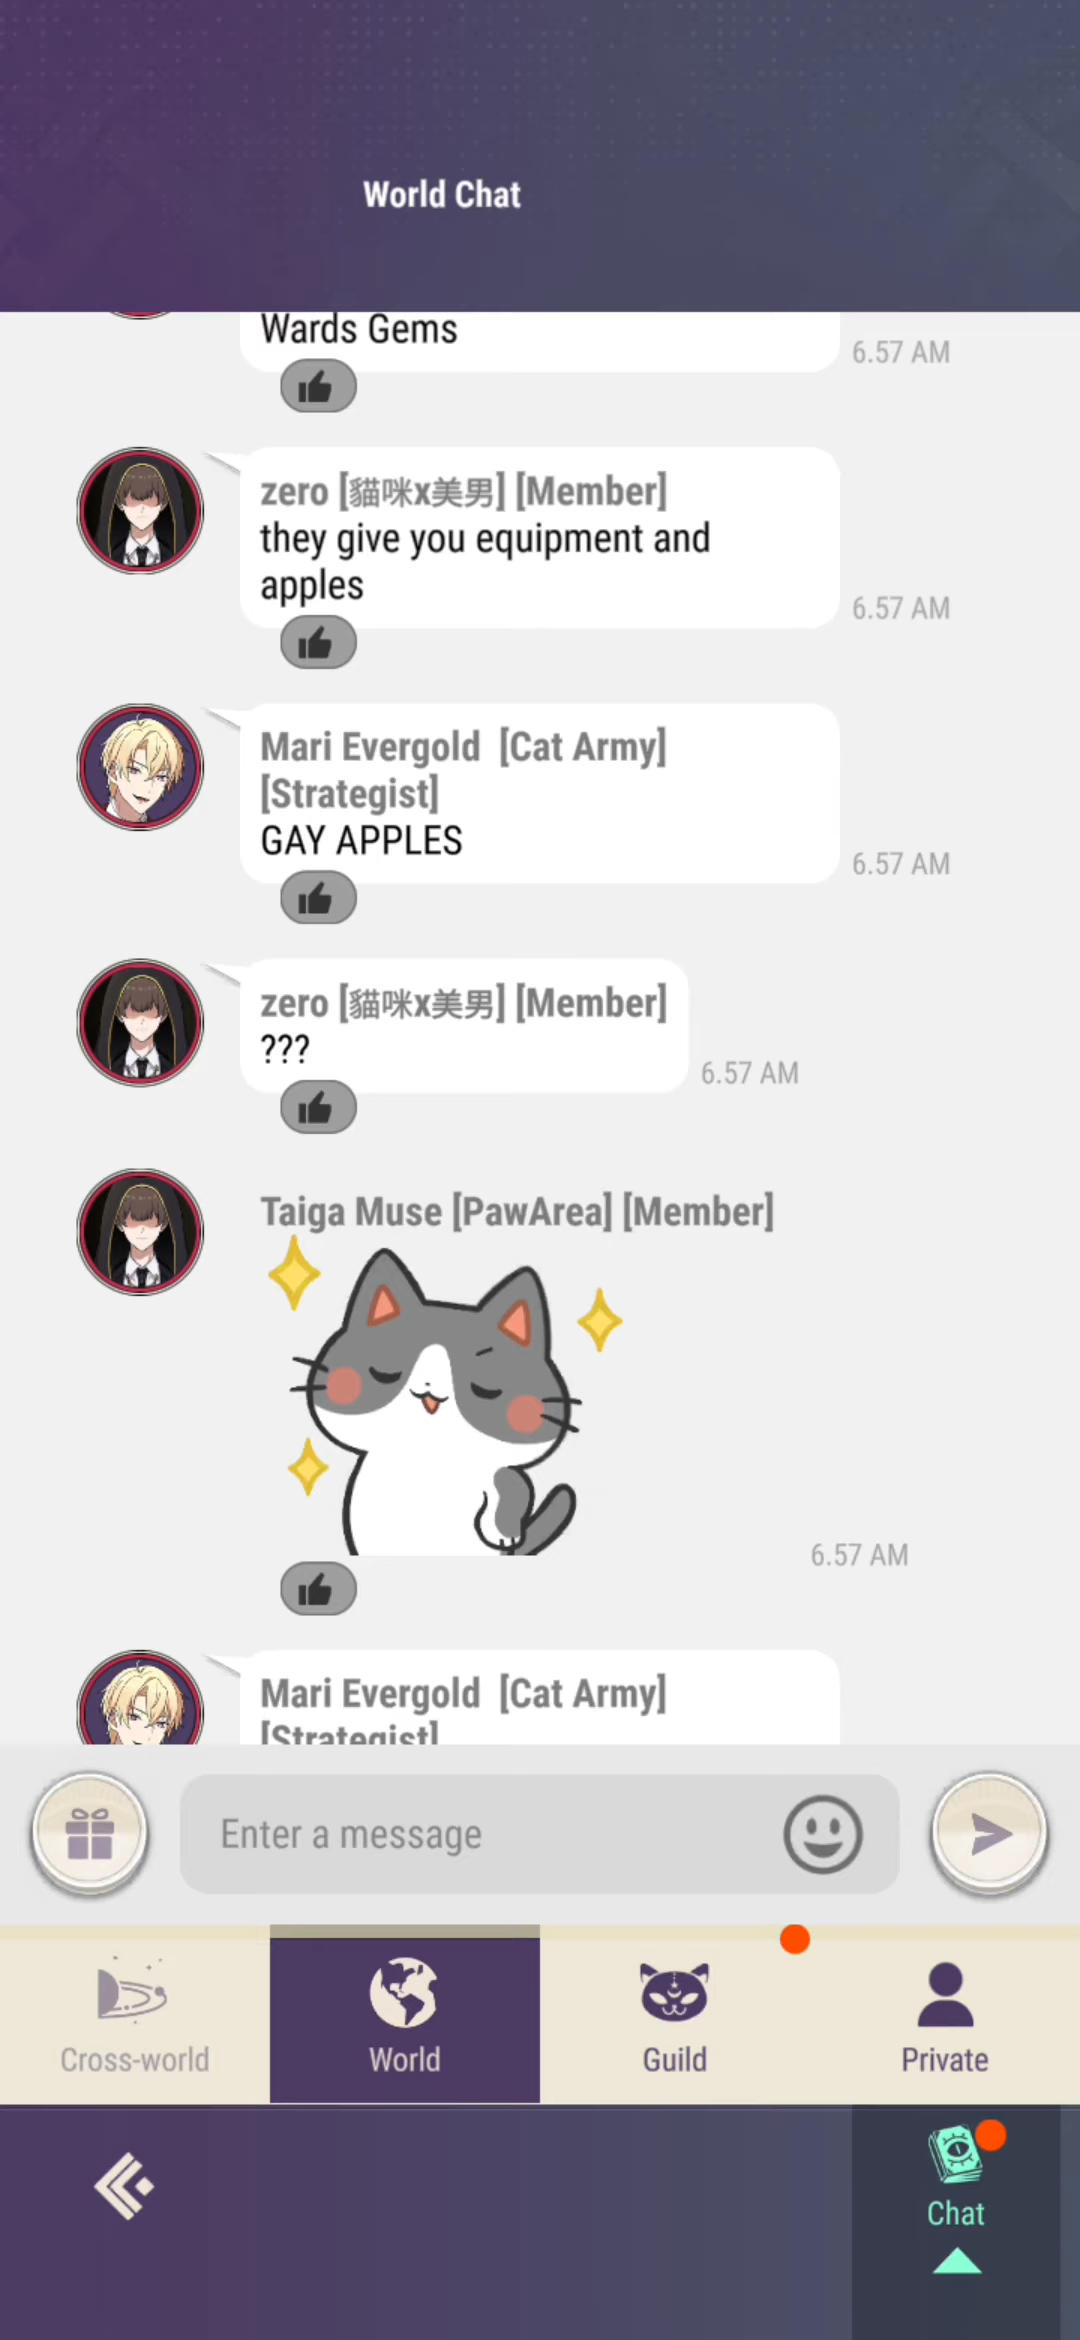 World Chat
Wards Gems
6.57 AM
zero [貓咪x美男] [Member]
they give you equipment and
apples
6.57 AM
Mari Evergold [Cat Army]
[Strategist]
GAY APPLES
6.57 AM
zero [貓咪x美男] [Member]
???
6.57 AM
Taiga Muse [PawArea] [Member]
6.57 AM
Mari Evergold [Cat Army]
[Strategist]
Enter a message
Cross-world
World
Guild
Private
Chat